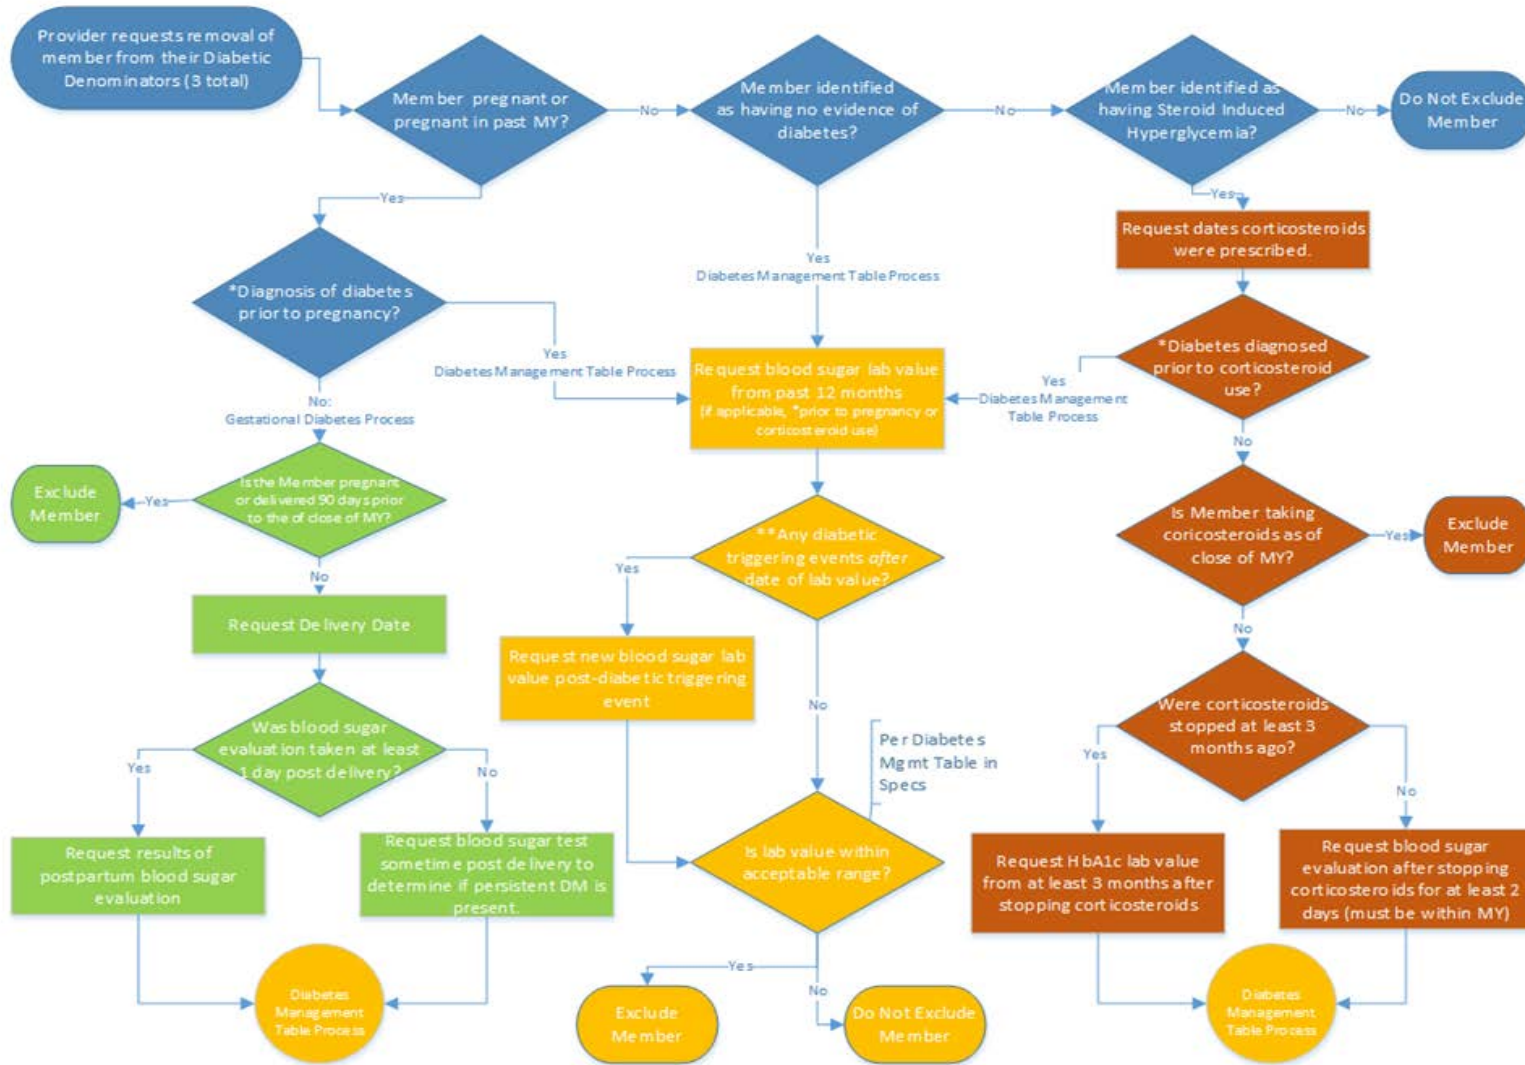 Provider requests removal of
member from their Diabetic
Denominators (3 total)
Member pregnant or
pregnant in past MY?
No
Member identified
as having no evidence of
diabetes?
No
Member identified as
having Steroid Induced
Hyperglycemia?
No
Do Not Exclude
Member
Yes
Yes
Diabetes Management Table Process
Yes
Request dates corticosteroids
were prescribed.
*Diagnosis of diabetes
prior to pregnancy?
Yes
Diabetes Management Table Process
Request blood sugar lab value
from past 12 months
(if applicable, *prior to pregnancy or
corticosteroid use)
Yes
Diabetes Management
Table Process
*Diabetes diagnosed
prior to corticosteroid
use?
No:
Gestational Diabetes Process
No
Exclude
Member
Yes
Is the Member pregnant
or delivered 90 days prior
to the of close of MY?
**Any diabetic
triggering events after
date of lab value?
Is Member taking
coricosteroids as of
close of MY?
Yes
Exclude
Member
No
Yes
No
No
Request Delivery Date
Request new blood sugar lab
value post-diabetic triggering
event
Was blood sugar
evaluation taken at least
1 day post delivery?
Yes
No
Per Diabetes
Mgmt Table in
Specs
Were corticosteroids
stopped at least 3
months ago?
Yes
No
Request results of
postpartum blood sugar
evaluation
Request blood sugar test
sometime post delivery to
determine if persistent DM is
present.
Is lab value within
acceptable range?
Request HbA1c lab value
from at least 3 months after
stopping corticosteroids
Request blood sugar
evaluation after stopping
corticosteroids for at least 2
days (must be within MY)
Yes
No
Diabetes
Management
Table Process
Exclude
Member
Do Not Exclude
Member
Diabetes
Management
Table Process